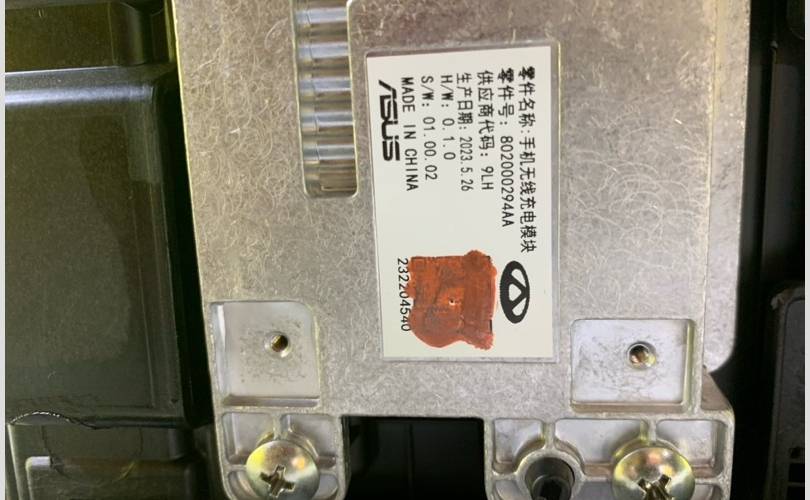 零件名称:手机无线充电模块
零件号: 802000294AA
供应商代码: 9LH
生产日期: 2023.5.26
H/W: 0.1.0
S/W: 01.00.02
MADE IN CHINA
ASUS
232204540